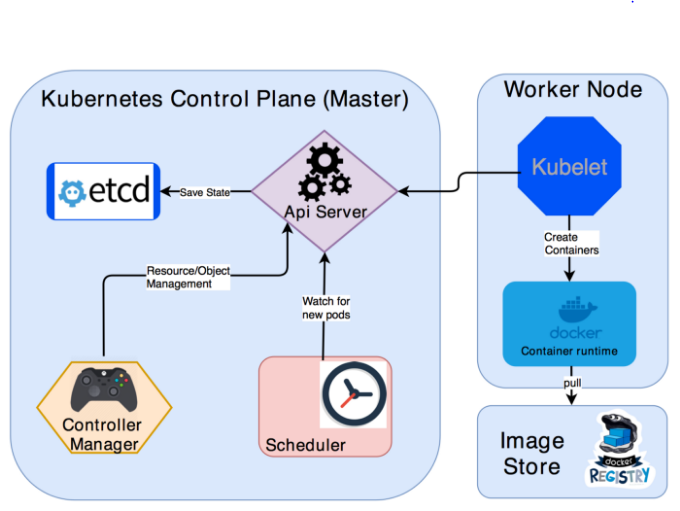 Kubernetes Control Plane (Master)
etcd
Save State
Api Server
Resource/Object
Management
Watch for
new pods
Controller
Manager
Scheduler
Worker Node
Kubelet
Create
Containers
docker
Container runtime
pull
Image
Store
docker
REGISTRY